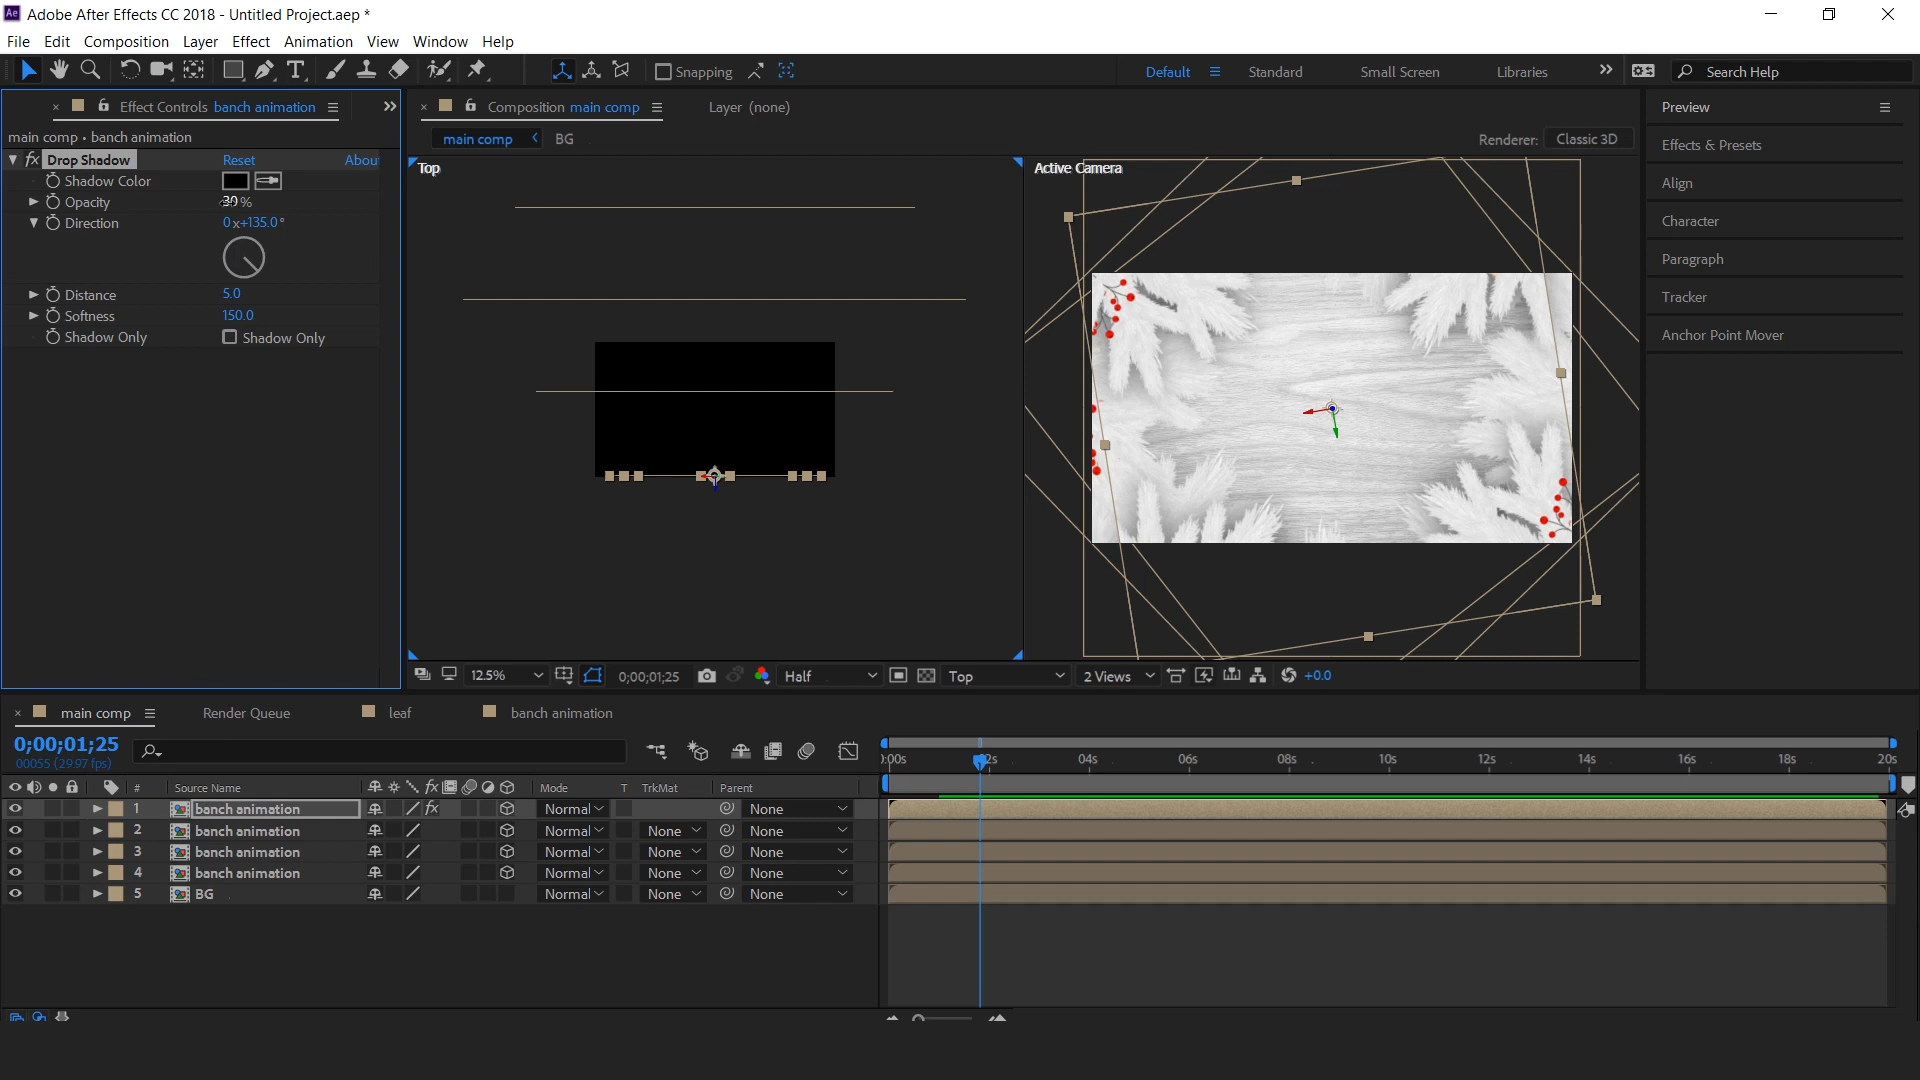 Ae Adobe After Effects CC 2018 - Untitled Project.aep *
File Edit Composition Layer Effect Animation View Window Help
T Snapping Default Standard Small Screen Libraries Search Help
Effect Controls banch animation
Composition main comp Layer (none)
Preview
main comp • banch animation
main comp BG Renderer: Classic 3D
Effects & Presets
fx Drop Shadow Reset Abou
Top
Active Camera
Shadow Color
Align
Opacity 30 %
Character
Direction 0x+135.0°
Paragraph
Distance 5.0
Tracker
Softness 150.0
Shadow Only Shadow Only
Anchor Point Mover
12.5% 0;00;01;25 Half Top 2 Views +0.0
main comp Render Queue leaf banch animation
0;00;01;25
00055 (29.97 fps)
):00s 2s 04s 06s 08s 10s 12s 14s 16s 18s 20s
# Source Name fx Mode T TrkMat Parent
1 banch animation fx Normal None
2 banch animation Normal None None
3 banch animation Normal None None
4 banch animation Normal None None
5 BG Normal None None